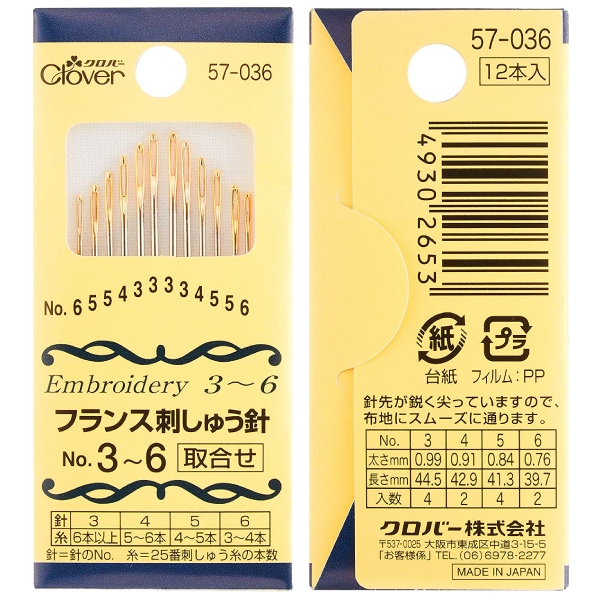 クロバー
Clover
57-036
No. 6 5 5 4 3 3 3 3 4 5 5 6
Embroidery 3～6
フランス刺しゅう針
No. 3～6 取合せ
針 3 4 5 6
糸 6本以上 5～6本 4～5本 3～4本
針=針のNo. 糸=25番刺しゅう糸の本数
57-036
12本入
4930 2653
紙 プラ
台紙 フィルム：PP
針先が鋭く尖っていますので、
布地にスムーズに通ります。
No. 3 4 5 6
太さmm 0.99 0.91 0.84 0.76
長さmm 44.5 42.9 41.3 39.7
入数 4 2 4 2
クロバー株式会社
〒537-0025 大阪市東成区中道3-15-5
「お客様係」TEL.(06)6978-2277
MADE IN JAPAN